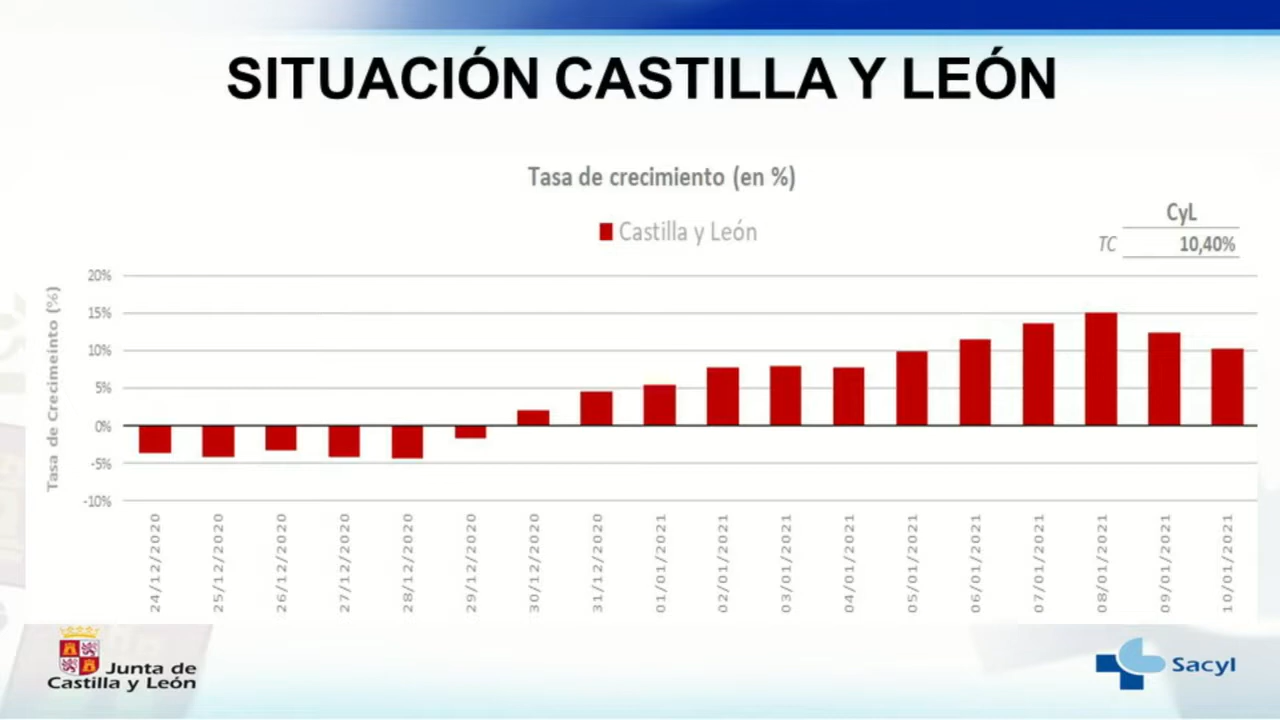 SITUACIÓN CASTILLA Y LEÓN
Tasa de crecimiento (en %)
Castilla y León
CyL
TC 10,40%
Tasa de Crecimeinto (%)
20%
15%
10%
5%
0%
-5%
-10%
24/12/2020
25/12/2020
26/12/2020
27/12/2020
28/12/2020
29/12/2020
30/12/2020
31/12/2020
01/01/2021
02/01/2021
03/01/2021
04/01/2021
05/01/2021
06/01/2021
07/01/2021
08/01/2021
09/01/2021
10/01/2021
Junta de
Castilla y León
Sacyl